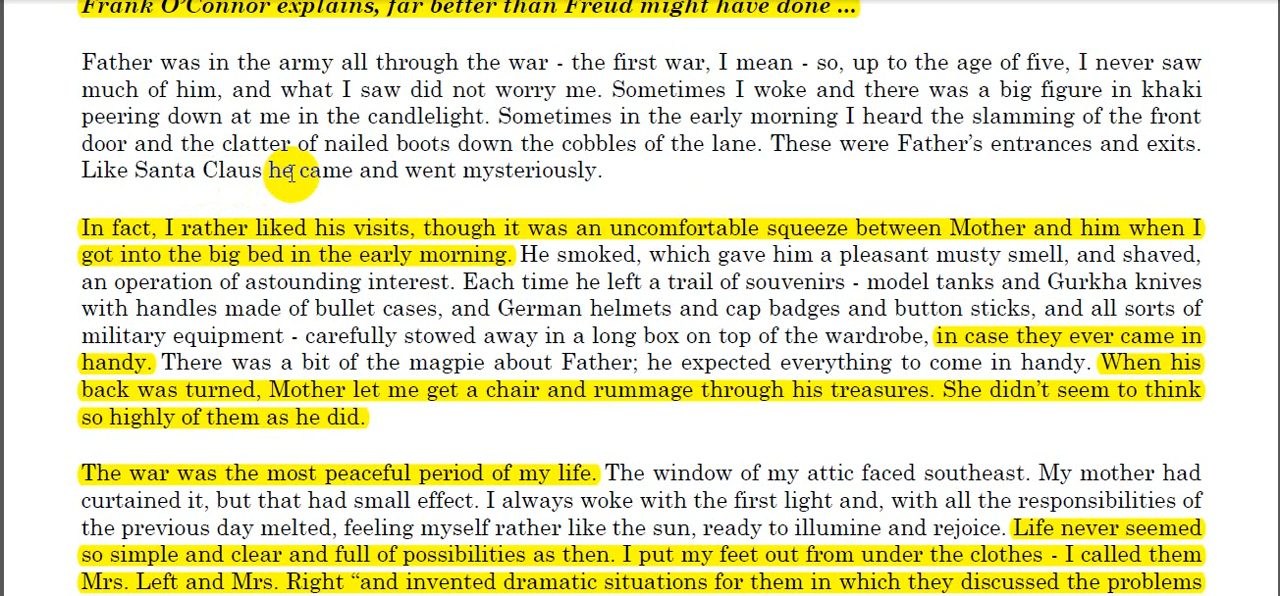 Frank O'Connor explains, far better than Freud might have done ...
Father was in the army all through the war - the first war, I mean - so, up to the age of five, I never saw
much of him, and what I saw did not worry me. Sometimes I woke and there was a big figure in khaki
peering down at me in the candlelight. Sometimes in the early morning I heard the slamming of the front
door and the clatter of nailed boots down the cobbles of the lane. These were Father's entrances and exits.
Like Santa Claus he came and went mysteriously.
In fact, I rather liked his visits, though it was an uncomfortable squeeze between Mother and him when I
got into the big bed in the early morning. He smoked, which gave him a pleasant musty smell, and shaved,
an operation of astounding interest. Each time he left a trail of souvenirs - model tanks and Gurkha knives
with handles made of bullet cases, and German helmets and cap badges and button sticks, and all sorts of
military equipment - carefully stowed away in a long box on top of the wardrobe, in case they ever came in
handy. There was a bit of the magpie about Father; he expected everything to come in handy. When his
back was turned, Mother let me get a chair and rummage through his treasures. She didn't seem to think
so highly of them as he did.
The war was the most peaceful period of my life. The window of my attic faced southeast. My mother had
curtained it, but that had small effect. I always woke with the first light and, with all the responsibilities of
the previous day melted, feeling myself rather like the sun, ready to illumine and rejoice. Life never seemed
so simple and clear and full of possibilities as then. I put my feet out from under the clothes - I called them
Mrs. Left and Mrs. Right “and invented dramatic situations for them in which they discussed the problems